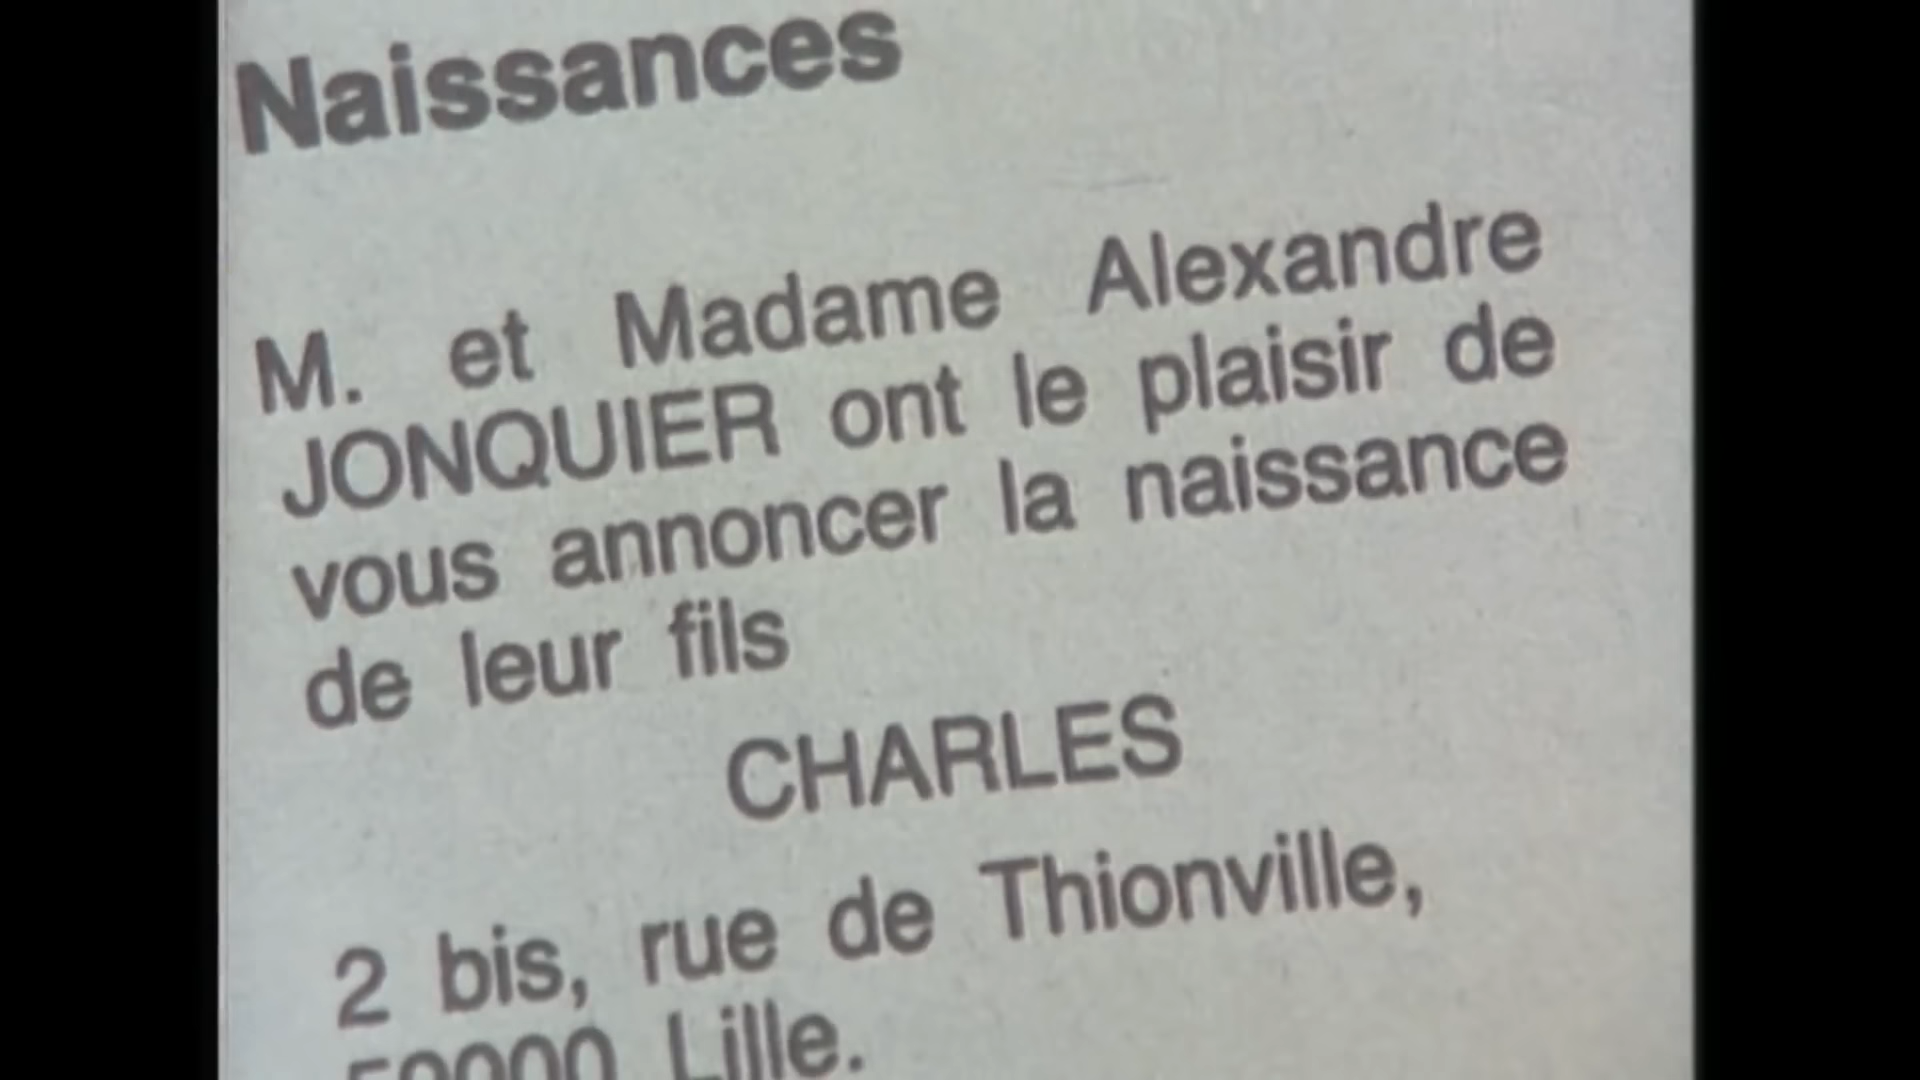 Naissances
M. et Madame Alexandre
JONQUIER ont le plaisir de
vous annoncer la naissance
de leur fils
CHARLES
2 bis, rue de Thionville,
59000 Lille.